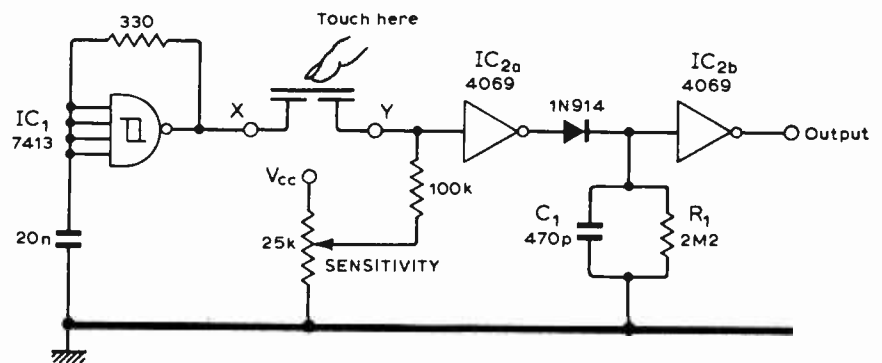 330
Touch here
IC1
7413
X
Y
IC2a
4069
1N914
IC2b
4069
Output
Vcc
100k
25k
SENSITIVITY
20n
C1
470p
R1
2M2